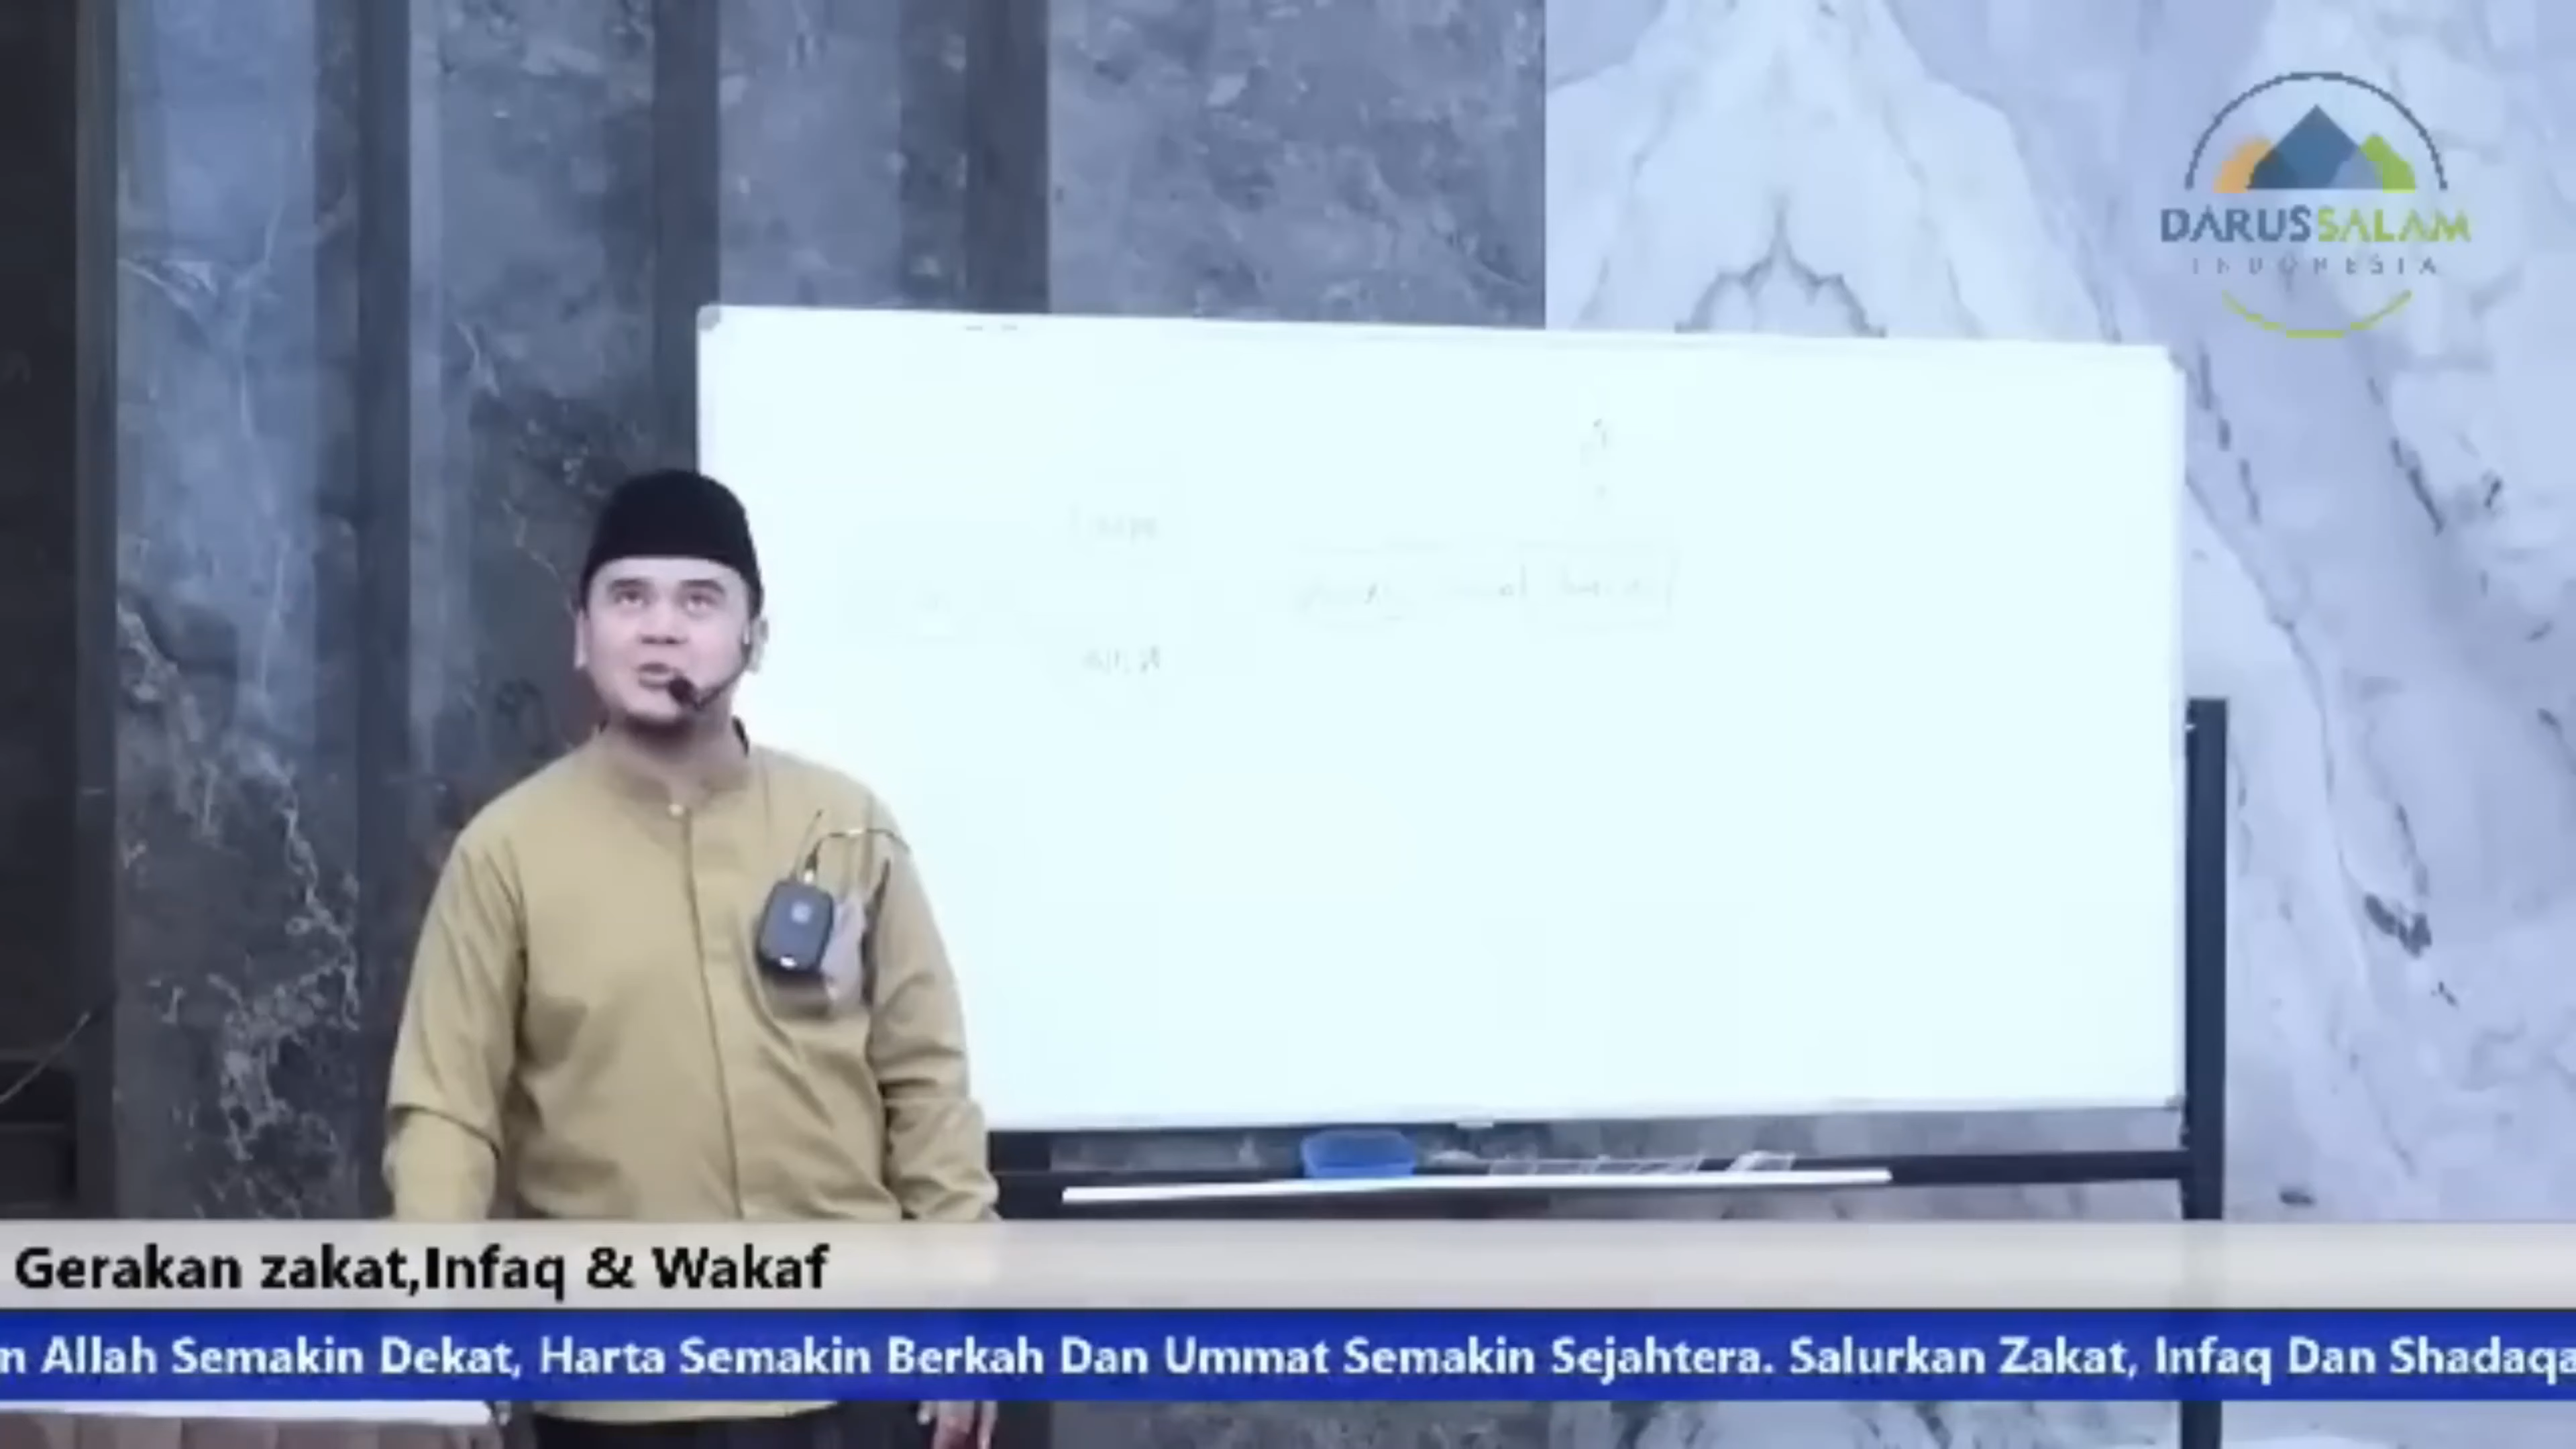 DARUSSALAM
INDONESIA
Gerakan zakat,Infaq & Wakaf
n Allah Semakin Dekat, Harta Semakin Berkah Dan Ummat Semakin Sejahtera. Salurkan Zakat, Infaq Dan Shadaqa